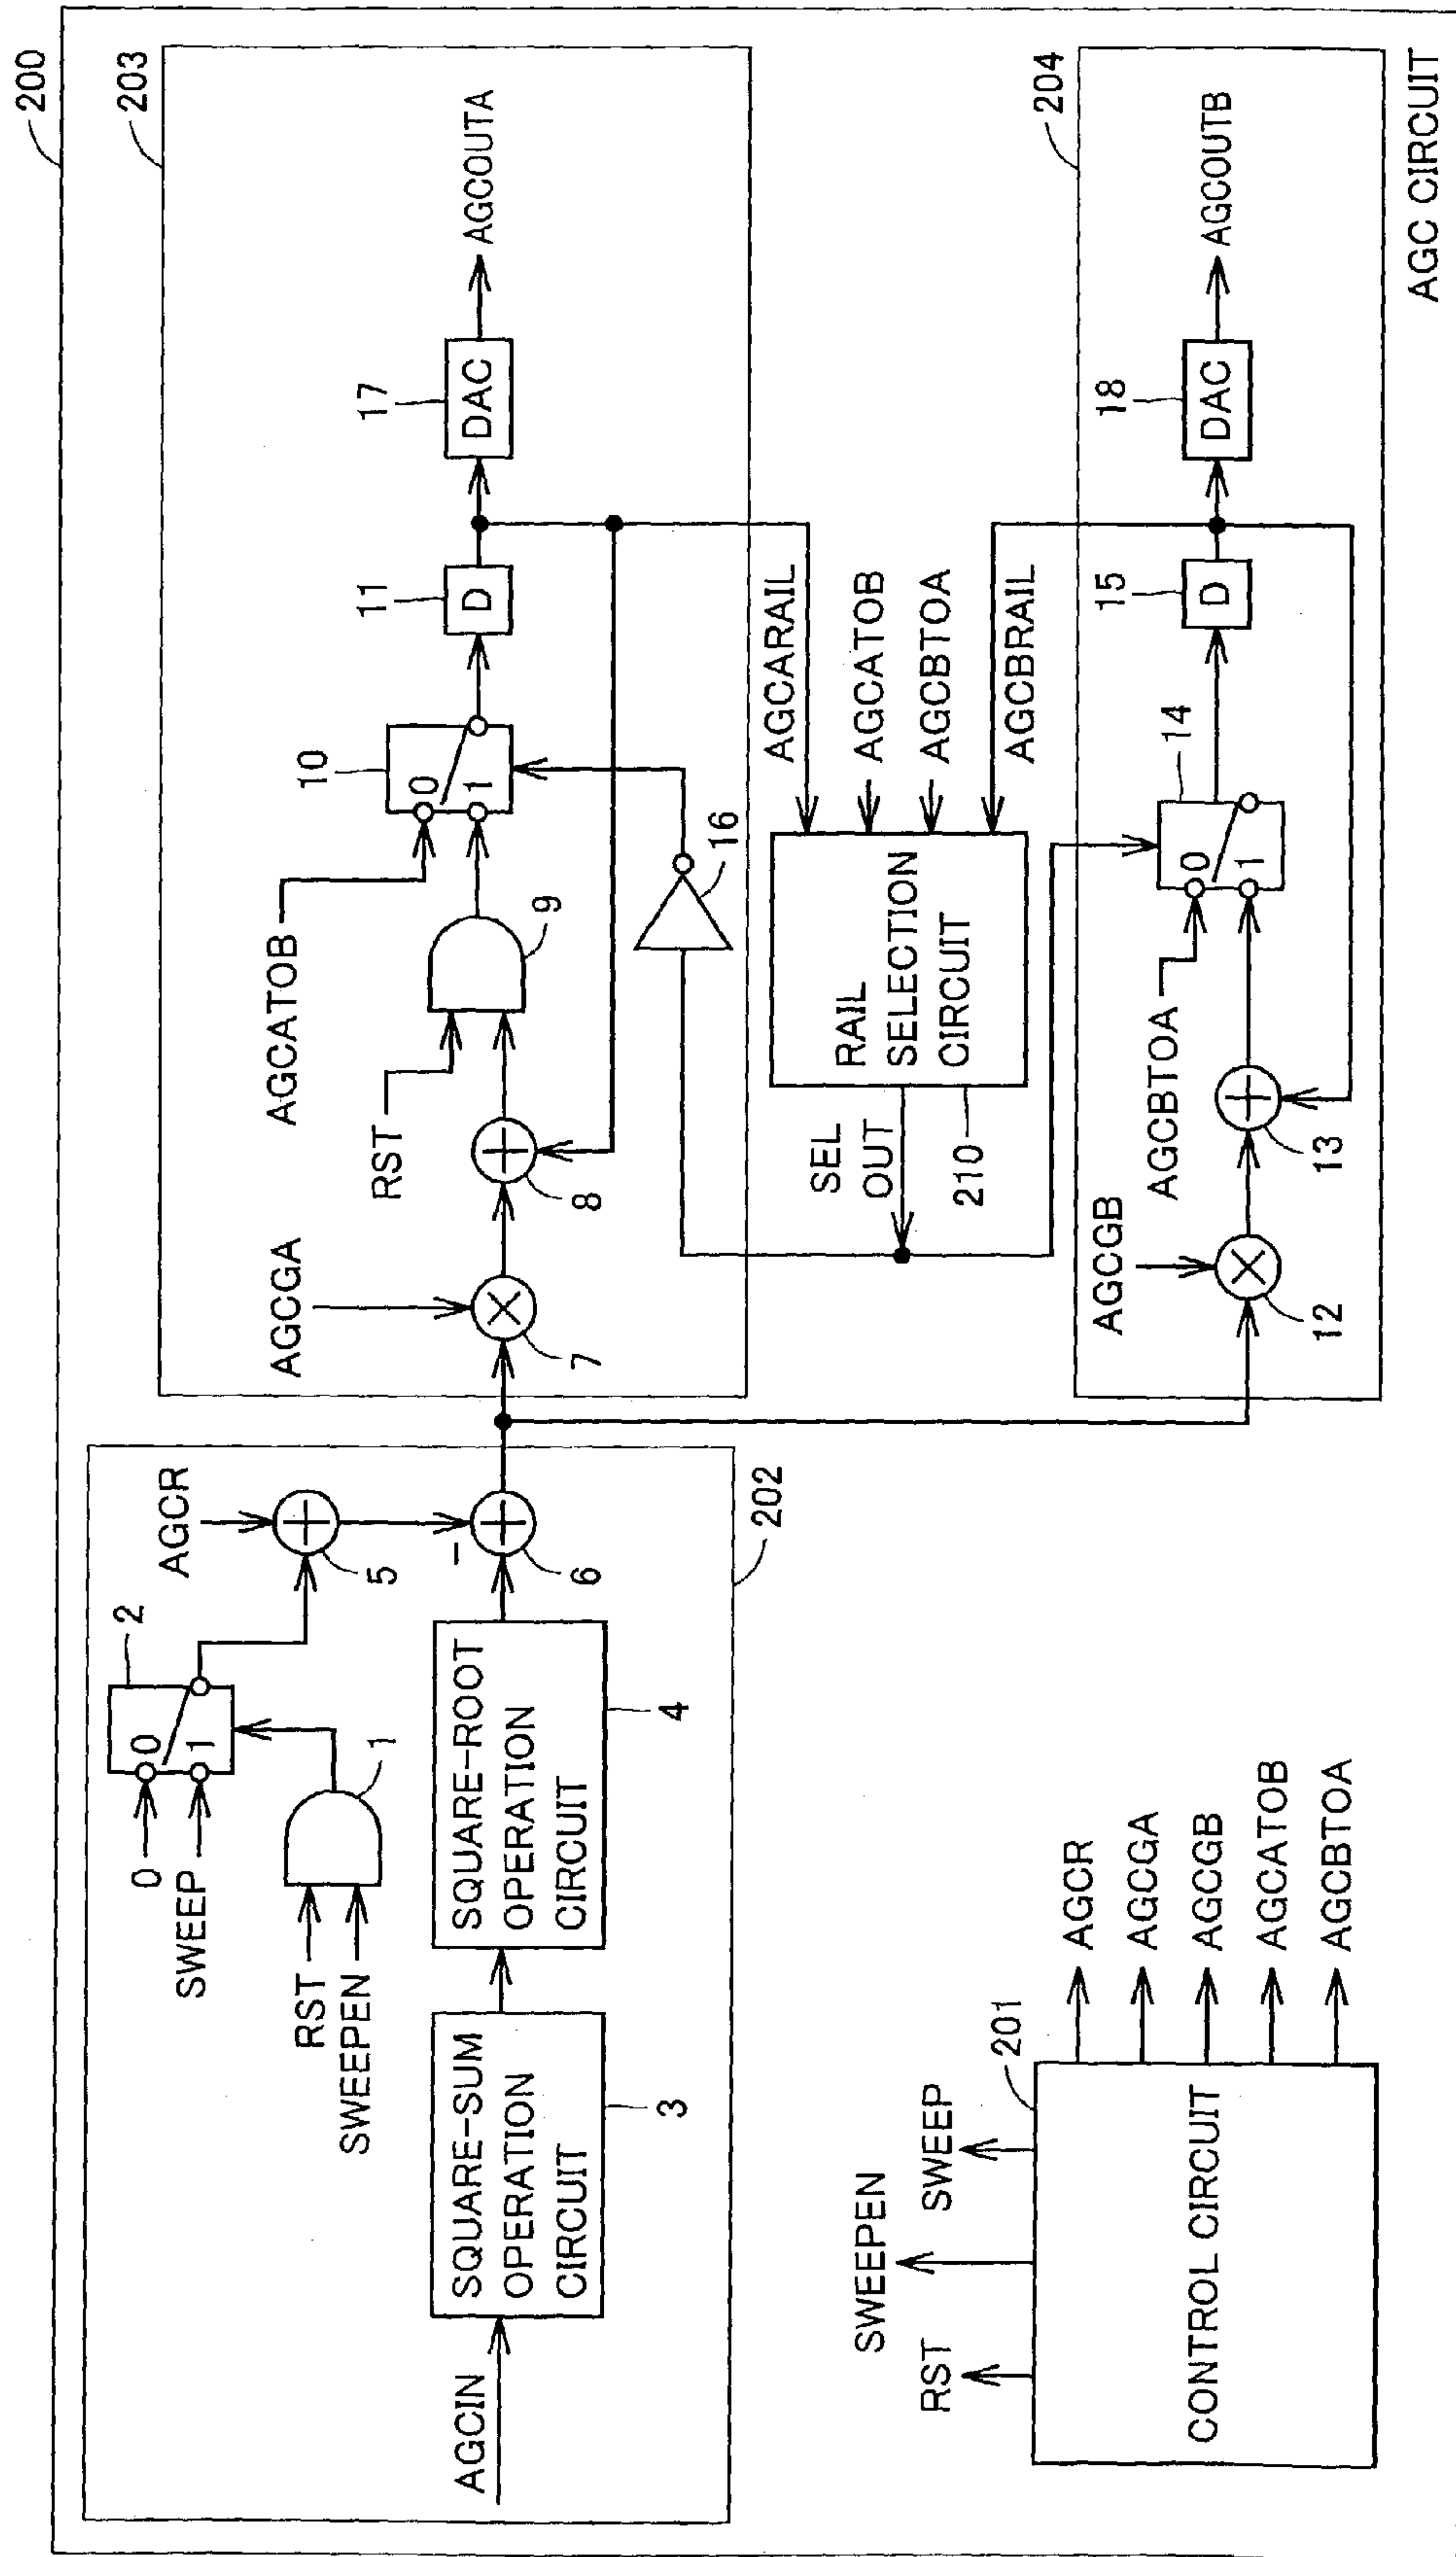 200
203
202
AGCIN
SQUARE-SUM
OPERATION
CIRCUIT
3
SQUARE-ROOT
OPERATION
CIRCUIT
4
0
SWEEP
0
1
2
RST
SWEEPEN
1
AGCR
5
-
6
AGCGA
7
8
RST
9
AGCATOB
0
1
10
D
11
DAC
17
AGCOUTA
16
SEL
OUT
210
RAIL
SELECTION
CIRCUIT
AGCARAIL
AGCATOB
AGCBTOA
AGCBRAIL
204
AGCGB
12
13
AGCBTOA
0
1
14
D
15
DAC
18
AGCOUTB
RST
SWEEPEN
SWEEP
201
CONTROL CIRCUIT
AGCR
AGCGA
AGCGB
AGCATOB
AGCBTOA
AGC CIRCUIT